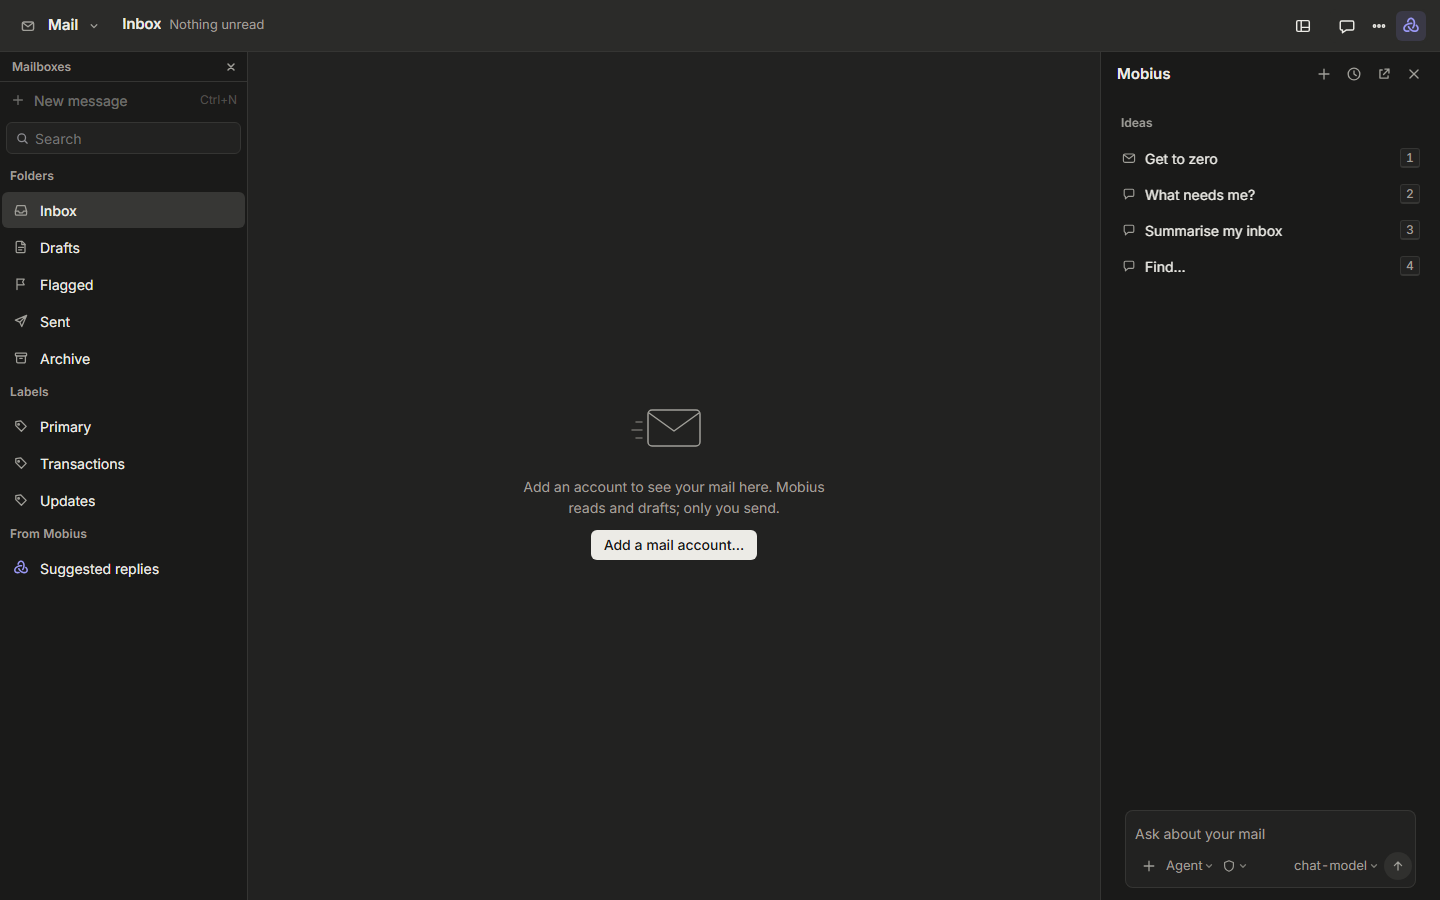 Mail
Inbox Nothing unread
Mailboxes
New message Ctrl+N
Search
Folders
Inbox
Drafts
Flagged
Sent
Archive
Labels
Primary
Transactions
Updates
From Mobius
Suggested replies
Add an account to see your mail here. Mobius
reads and drafts; only you send.
Add a mail account...
Mobius
Ideas
Get to zero 1
What needs me? 2
Summarise my inbox 3
Find... 4
Ask about your mail
Agent chat-model